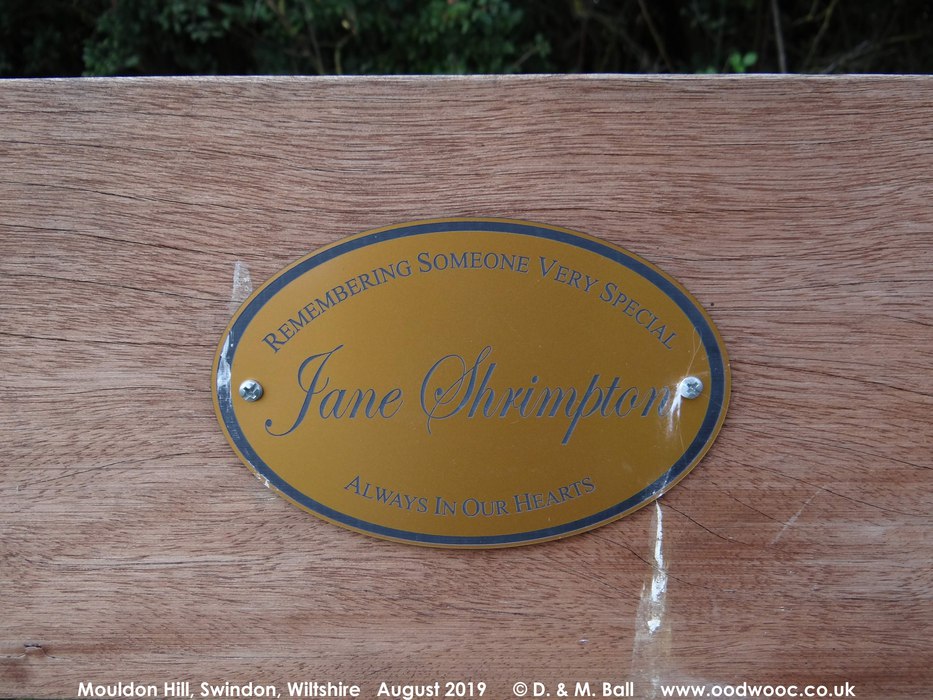 Remembering Someone Very Special
Jane Shrimpton
Always In Our Hearts
Mouldon Hill, Swindon, Wiltshire August 2019 © D. & M. Ball www.oodwooc.co.uk